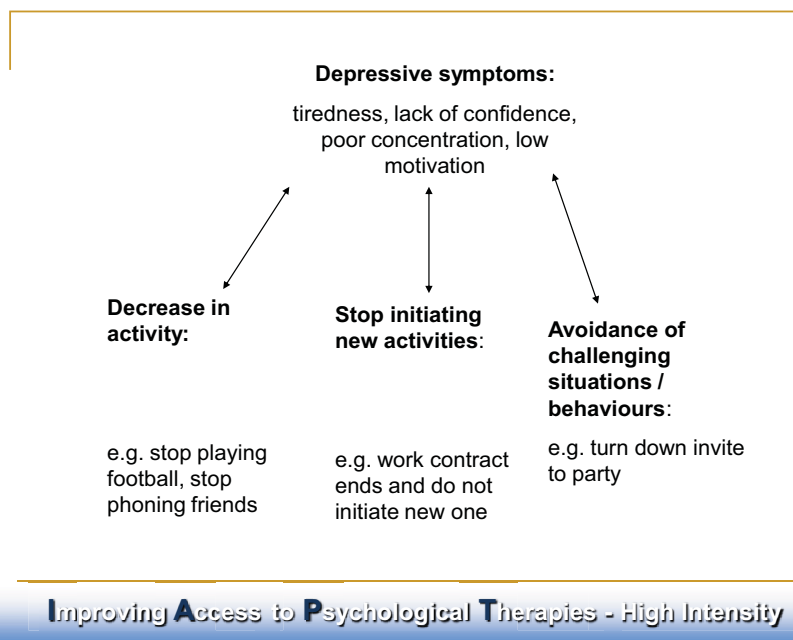 Depressive symptoms:
tiredness, lack of confidence,
poor concentration, low
motivation
Decrease in
activity:
e.g. stop playing
football, stop
phoning friends
Stop initiating
new activities:
e.g. work contract
ends and do not
initiate new one
Avoidance of
challenging
situations /
behaviours:
e.g. turn down invite
to party
Improving Access to Psychological Therapies - High Intensity